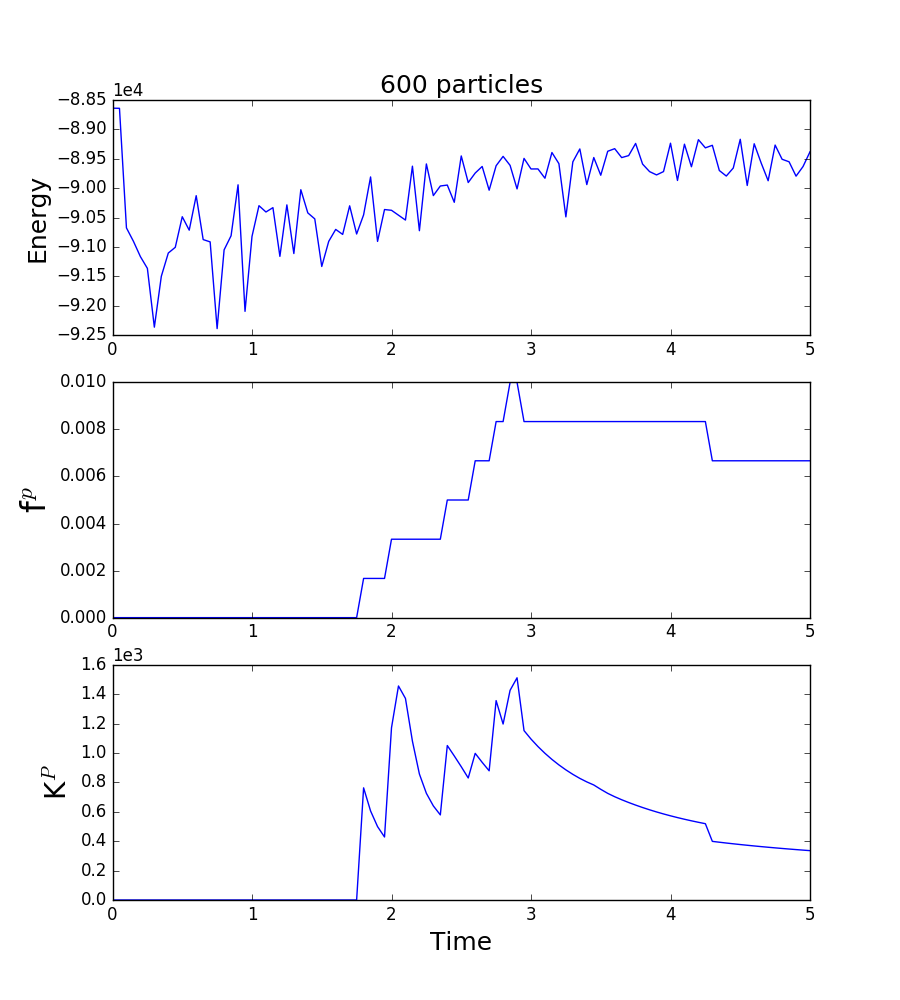 600 particles
1e4
−8.85
−8.90
−8.95
−9.00
−9.05
−9.10
−9.15
−9.20
−9.25
Energy
0 1 2 3 4 5
0.010
0.008
0.006
0.004
0.002
0.000
f^p
0 1 2 3 4 5
1e3
1.6
1.4
1.2
1.0
0.8
0.6
0.4
0.2
0.0
K^P
0 1 2 3 4 5
Time